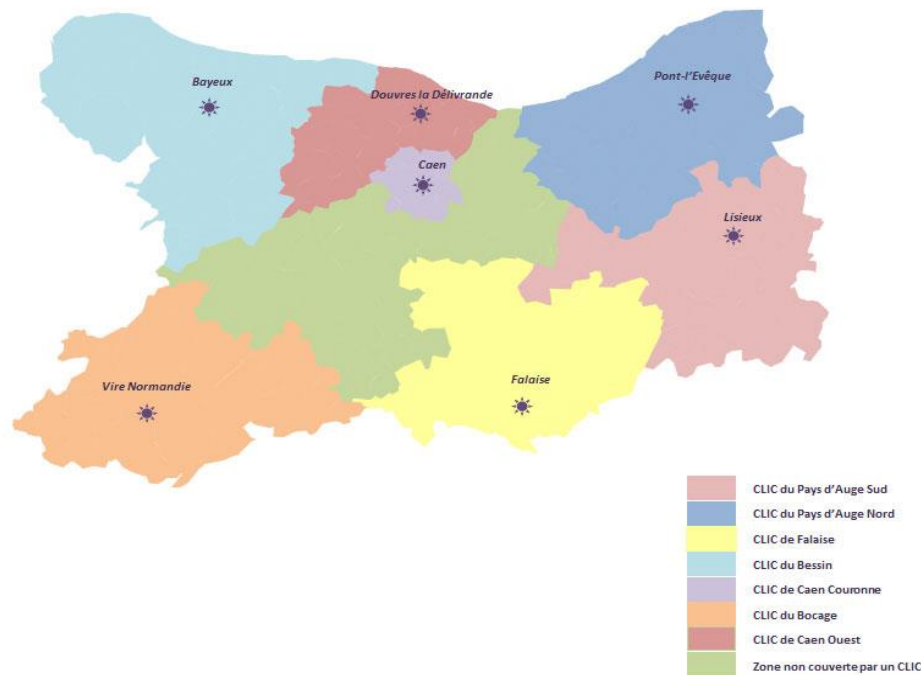 Bayeux
Pont-l'Evêque
Douvres la Délivrande
Caen
Lisieux
Vire Normandie
Falaise
CLIC du Pays d'Auge Sud
CLIC du Pays d'Auge Nord
CLIC de Falaise
CLIC du Bessin
CLIC de Caen Couronne
CLIC du Bocage
CLIC de Caen Ouest
Zone non couverte par un CLIC